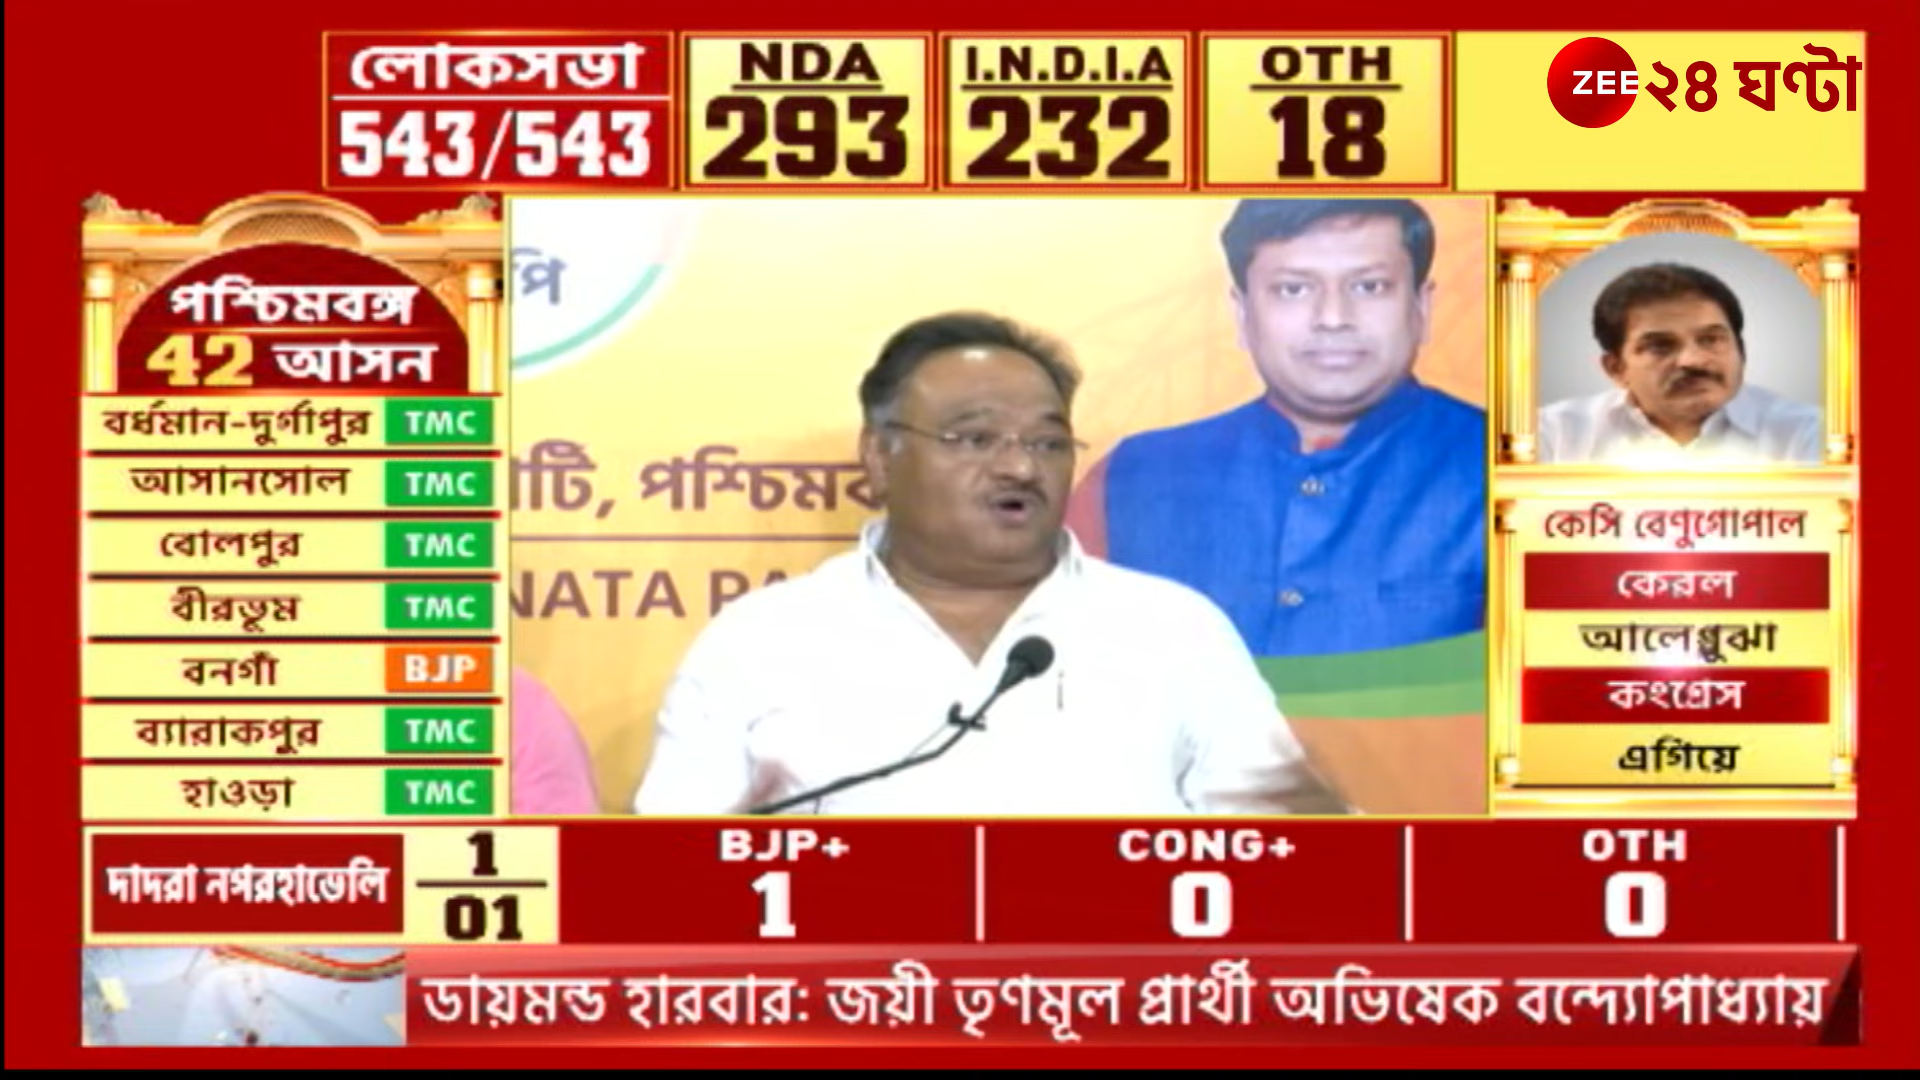 লোকসভা
543/543
NDA
293
I.N.D.I.A
232
OTH
18
ZEE ২৪ ঘণ্টা
পশ্চিমবঙ্গ
42 আসন
বর্ধমান-দুর্গাপুর TMC
আসানসোল TMC
বোলপুর TMC
বীরভূম TMC
বনগাঁ BJP
ব্যারাকপুর TMC
হাওড়া TMC
পি
র্টি, পশ্চিমব
NATA PA
কেসি বেণুগোপাল
কেরল
আলেপ্পুঝা
কংগ্রেস
এগিয়ে
দাদরা নগরহাভেলি
1
01
BJP+
1
CONG+
0
OTH
0
ডায়মন্ড হারবার: জয়ী তৃণমূল প্রার্থী অভিষেক বন্দ্যোপাধ্যায়